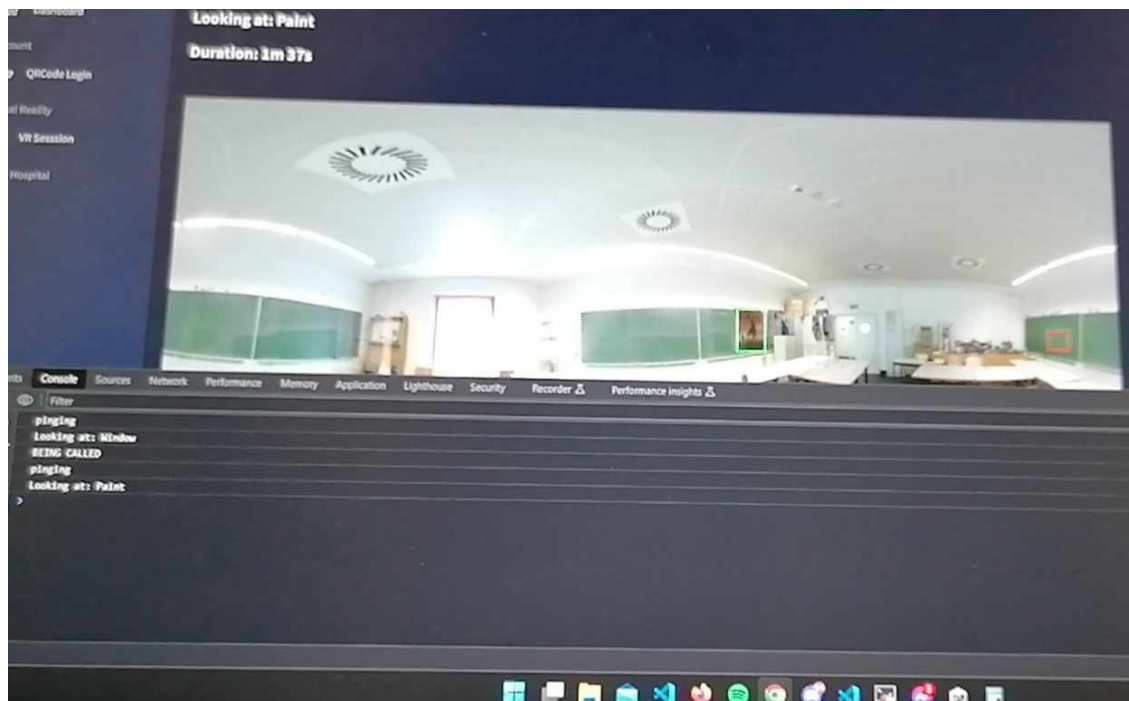 Dashboard
Looking at: Paint
Duration: 1m 37s
QRCode Login
VR Session
Hospital
Console Sources Network Performance Memory Application Lighthouse Security Recorder Performance insights
Filter
pinging
Looking at: Window
BEING CALLED
pinging
Looking at: Paint
>